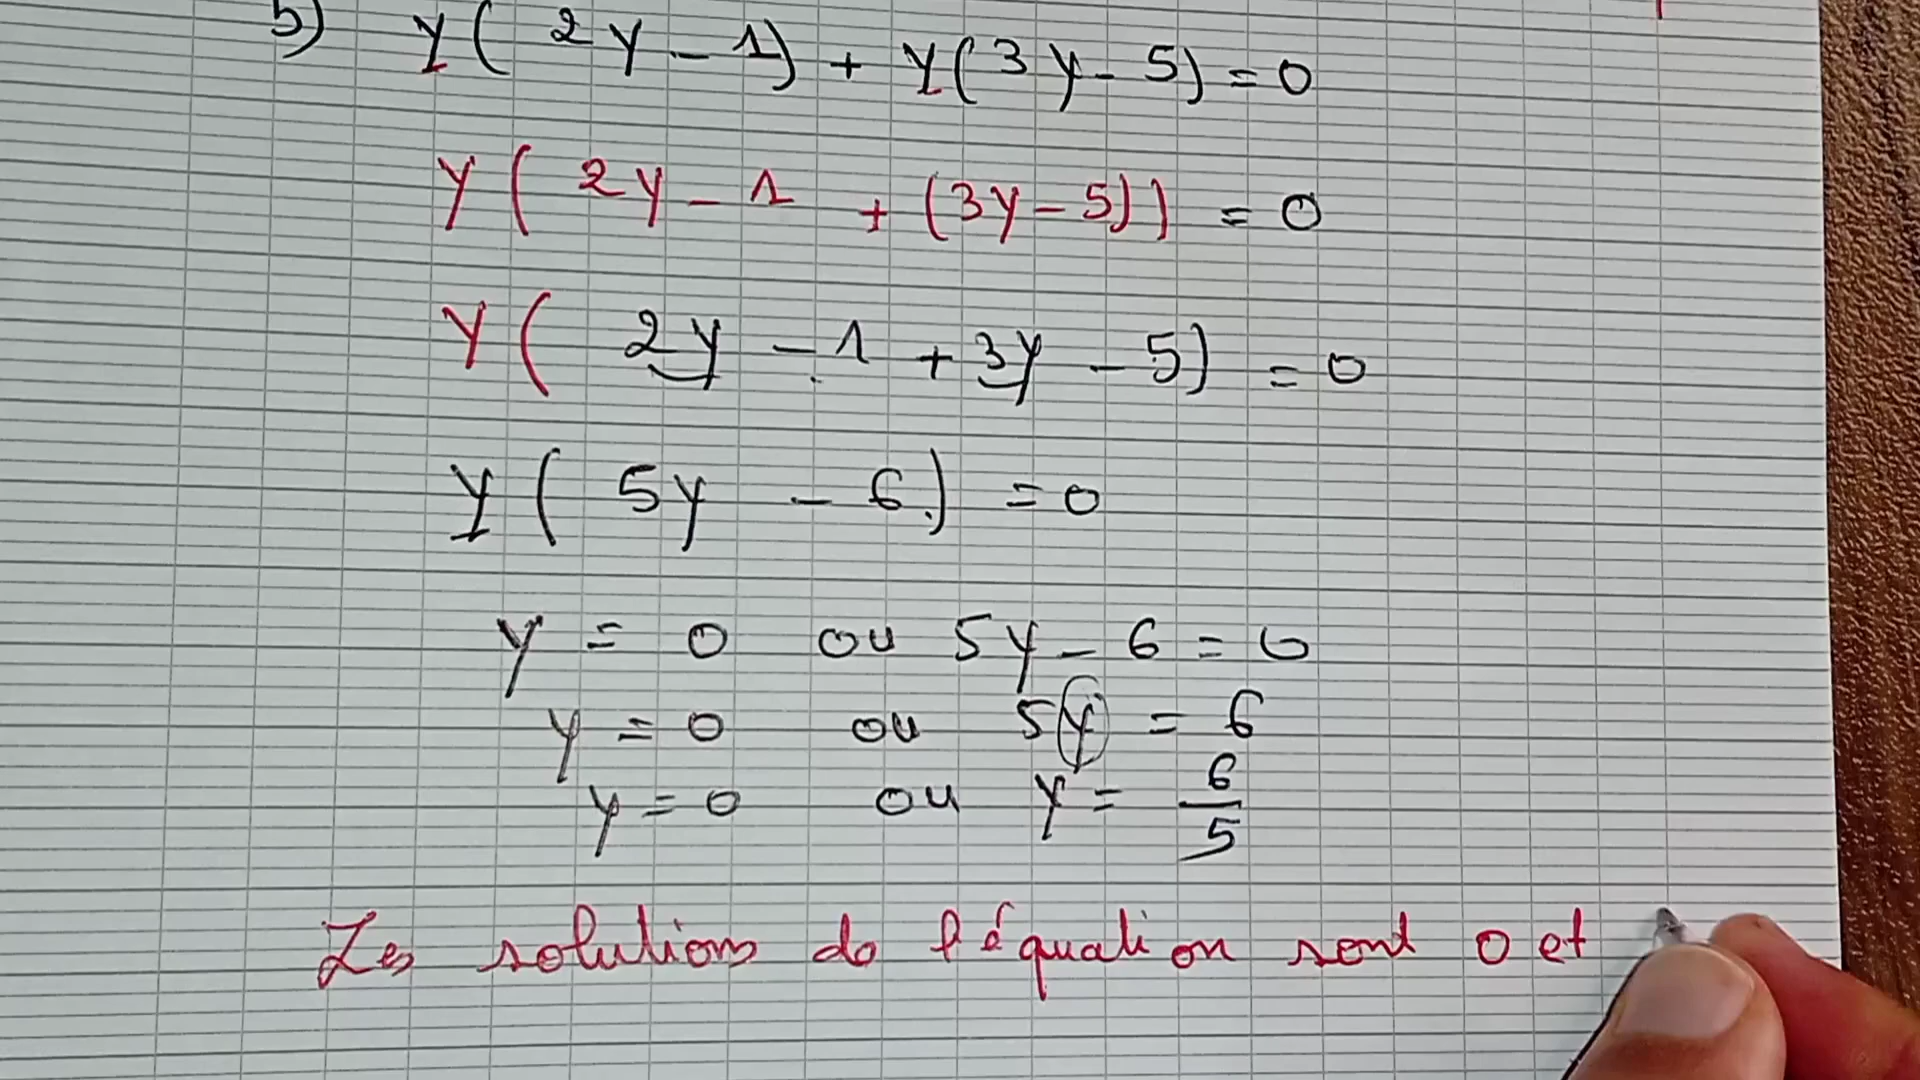 b) y(2y-1)+y(3y-5)=0
y(2y-1+(3y-5))=0
y(2y-1+3y-5)=0
y(5y-6)=0
y=0 ou 5y-6=0
y=0 ou 5y=6
y=0 ou y=6/5
Les solutions de l'équation sont 0 et